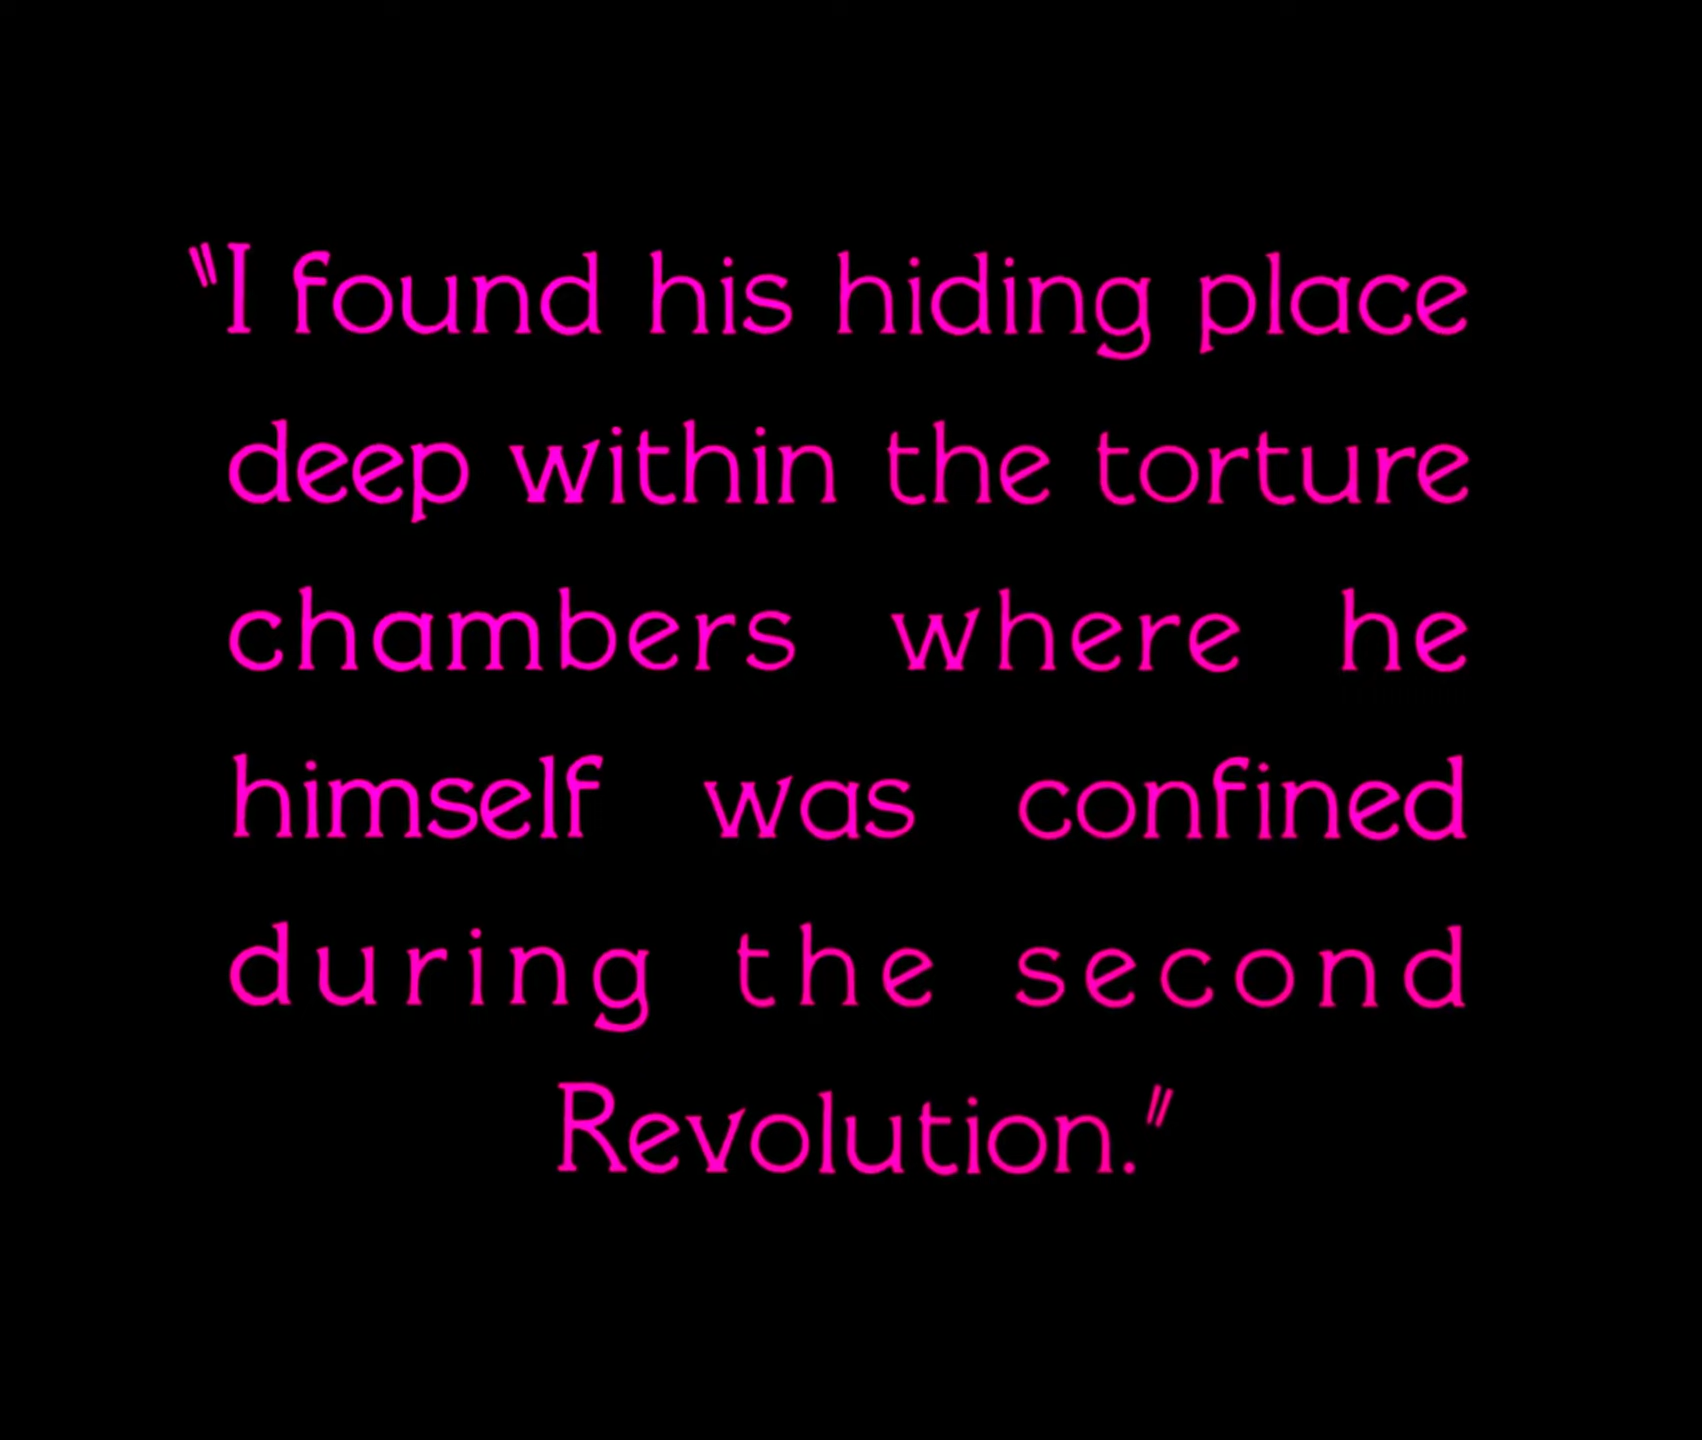 "I found his hiding place
deep within the torture
chambers where he
himself was confined
during the second
Revolution."